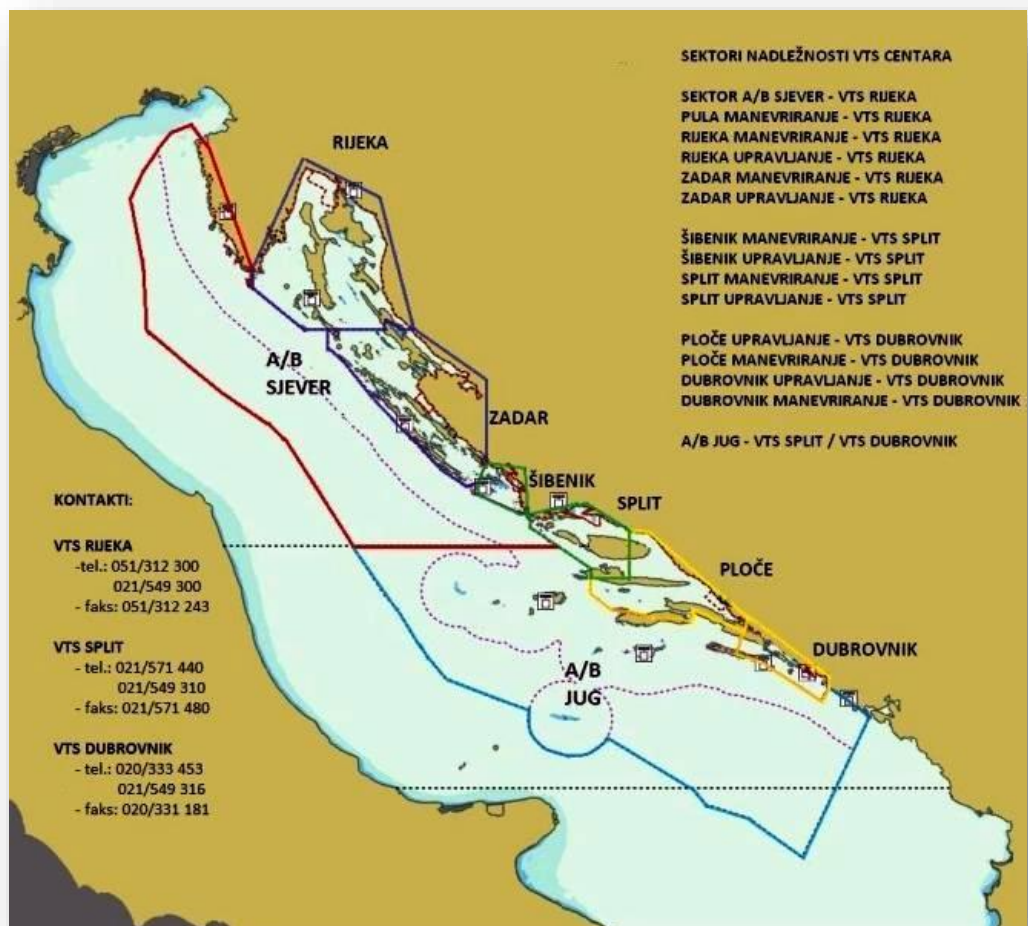 SEKTORI NADLEŽNOSTI VTS CENTARA
SEKTOR A/B SJEVER - VTS RIJEKA
PULA MANEVRIRANJE - VTS RIJEKA
RIJEKA MANEVRIRANJE - VTS RIJEKA
RIJEKA UPRAVLJANJE - VTS RIJEKA
ZADAR MANEVRIRANJE - VTS RIJEKA
ZADAR UPRAVLJANJE - VTS RIJEKA
ŠIBENIK MANEVRIRANJE - VTS SPLIT
ŠIBENIK UPRAVLJANJE - VTS SPLIT
SPLIT MANEVRIRANJE - VTS SPLIT
SPLIT UPRAVLJANJE - VTS SPLIT
PLOČE UPRAVLJANJE - VTS DUBROVNIK
PLOČE MANEVRIRANJE - VTS DUBROVNIK
DUBROVNIK UPRAVLJANJE - VTS DUBROVNIK
DUBROVNIK MANEVRIRANJE - VTS DUBROVNIK
A/B JUG - VTS SPLIT / VTS DUBROVNIK
RIJEKA
A/B
SJEVER
ZADAR
ŠIBENIK
SPLIT
PLOČE
DUBROVNIK
A/B
JUG
KONTAKTI:
VTS RIJEKA
-tel.: 051/312 300
021/549 300
- faks: 051/312 243
VTS SPLIT
- tel.: 021/571 440
021/549 310
- faks: 021/571 480
VTS DUBROVNIK
- tel.: 020/333 453
021/549 316
- faks: 020/331 181